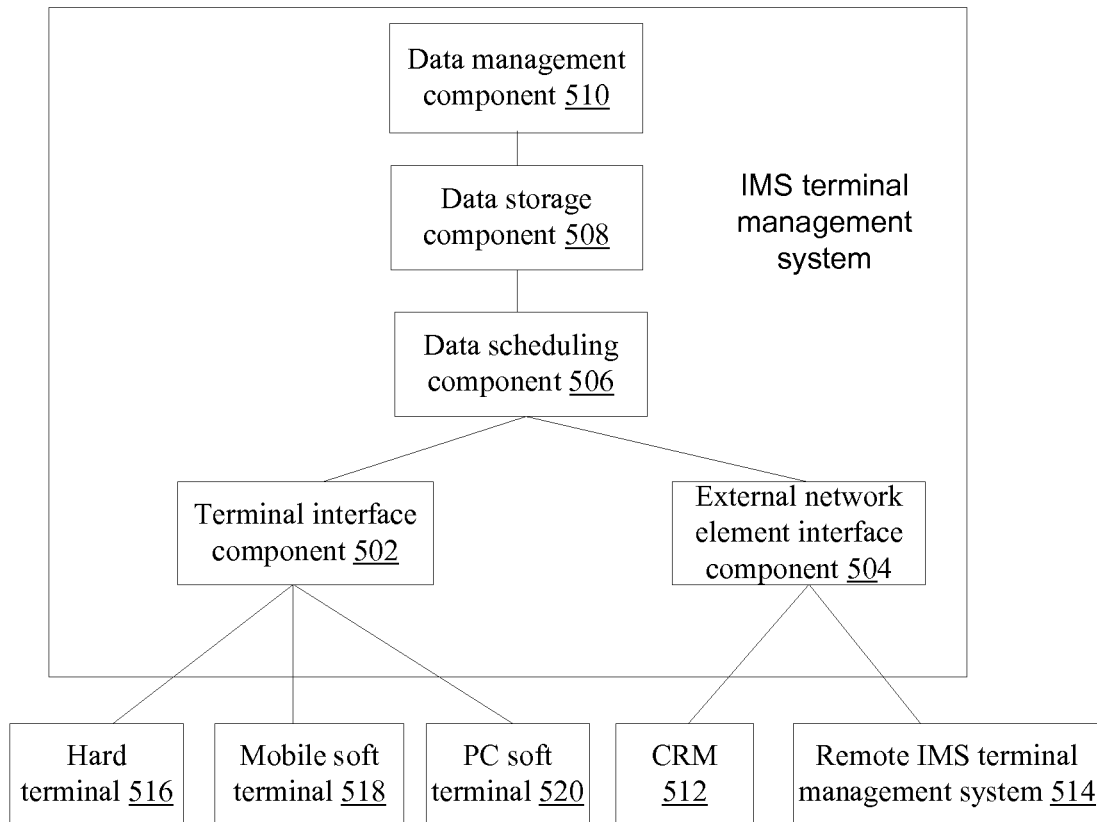 Data management
component 510
Data storage
component 508
IMS terminal
management
system
Data scheduling
component 506
Terminal interface
component 502
External network
element interface
component 504
Hard
terminal 516
Mobile soft
terminal 518
PC soft
terminal 520
CRM
512
Remote IMS terminal
management system 514